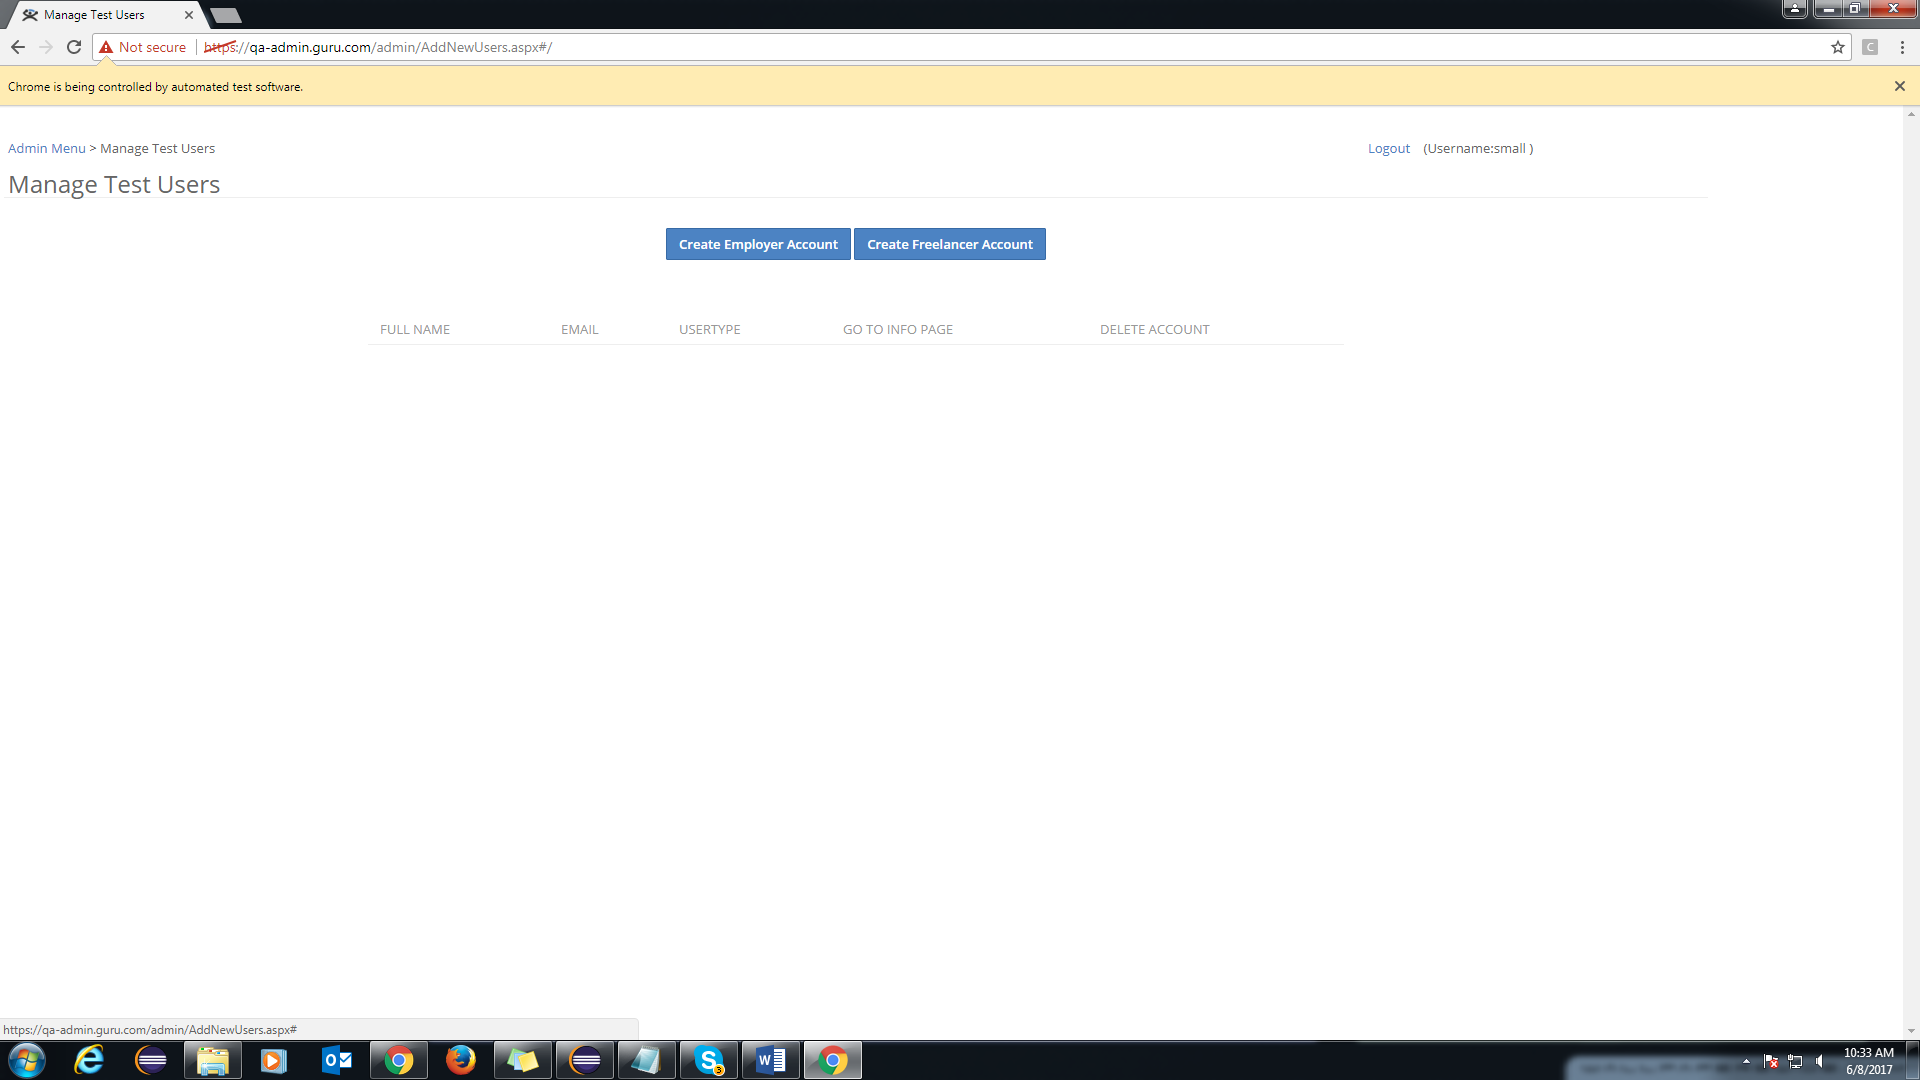 Manage Test Users
Not secure https://qa-admin.guru.com/admin/AddNewUsers.aspx#/
C
Chrome is being controlled by automated test software.
Admin Menu > Manage Test Users
Logout (Username:small )
Manage Test Users
Create Employer Account Create Freelancer Account
FULL NAME EMAIL USERTYPE GO TO INFO PAGE DELETE ACCOUNT
https://qa-admin.guru.com/admin/AddNewUsers.aspx#
3
10:33 AM
6/8/2017